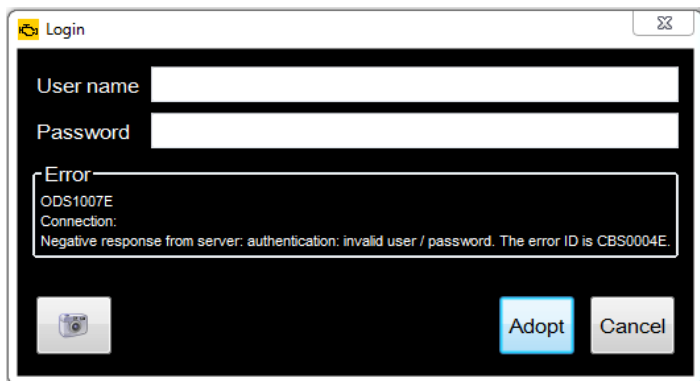 Login
User name
Password
Error
ODS1007E
Connection:
Negative response from server: authentication: invalid user / password. The error ID is CBS0004E.
Adopt Cancel